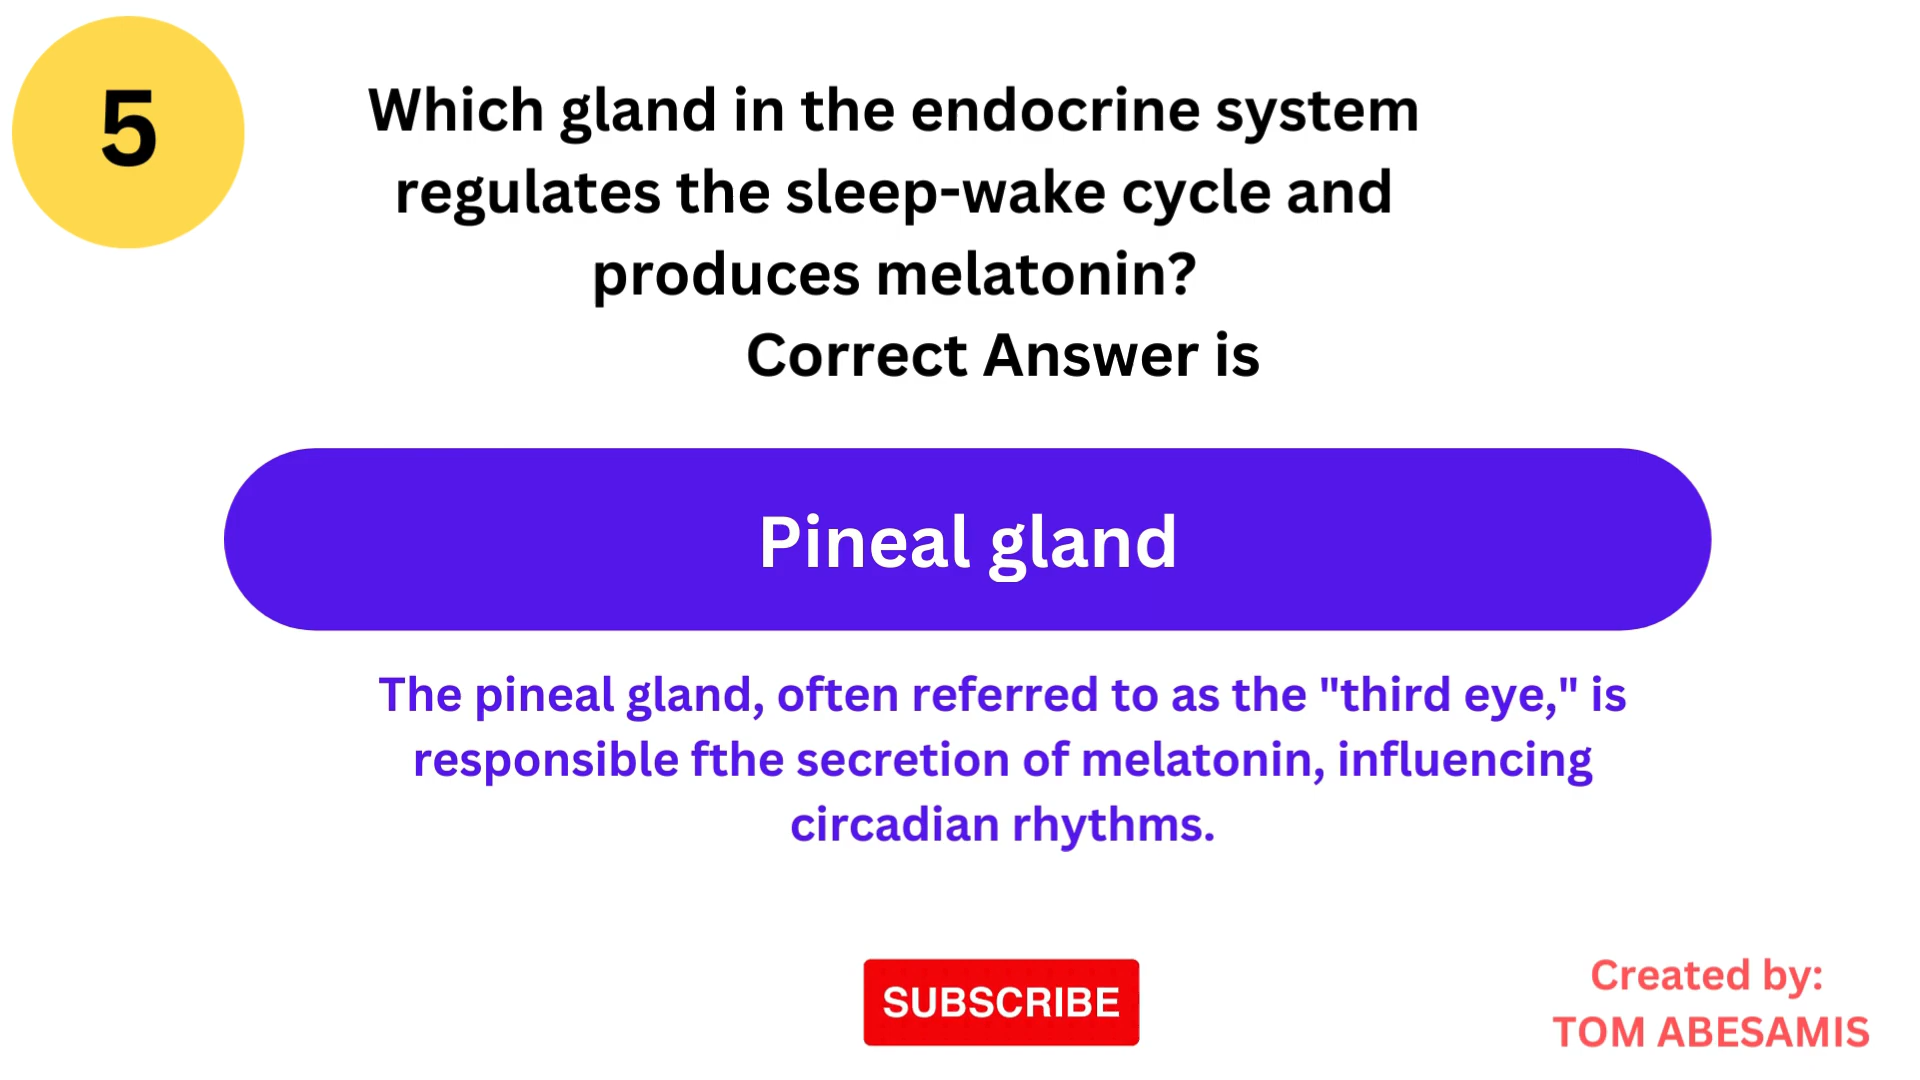 5
Which gland in the endocrine system
regulates the sleep-wake cycle and
produces melatonin?
Correct Answer is
Pineal gland
The pineal gland, often referred to as the "third eye," is
responsible fthe secretion of melatonin, influencing
circadian rhythms.
SUBSCRIBE
Created by:
TOM ABESAMIS